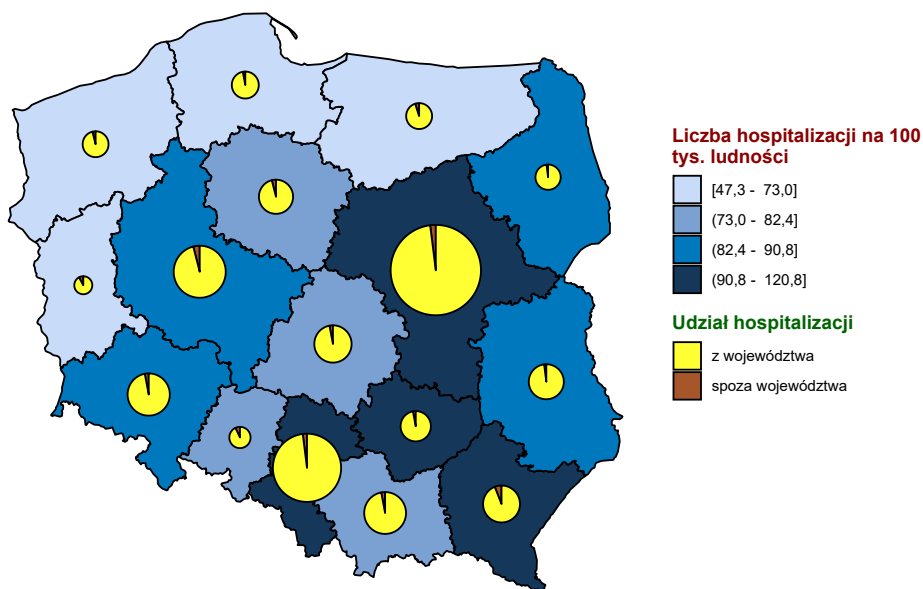 Liczba hospitalizacji na 100
tys. ludności
[47,3 - 73,0]
(73,0 - 82,4]
(82,4 - 90,8]
(90,8 - 120,8]
Udział hospitalizacji
z województwa
spoza województwa